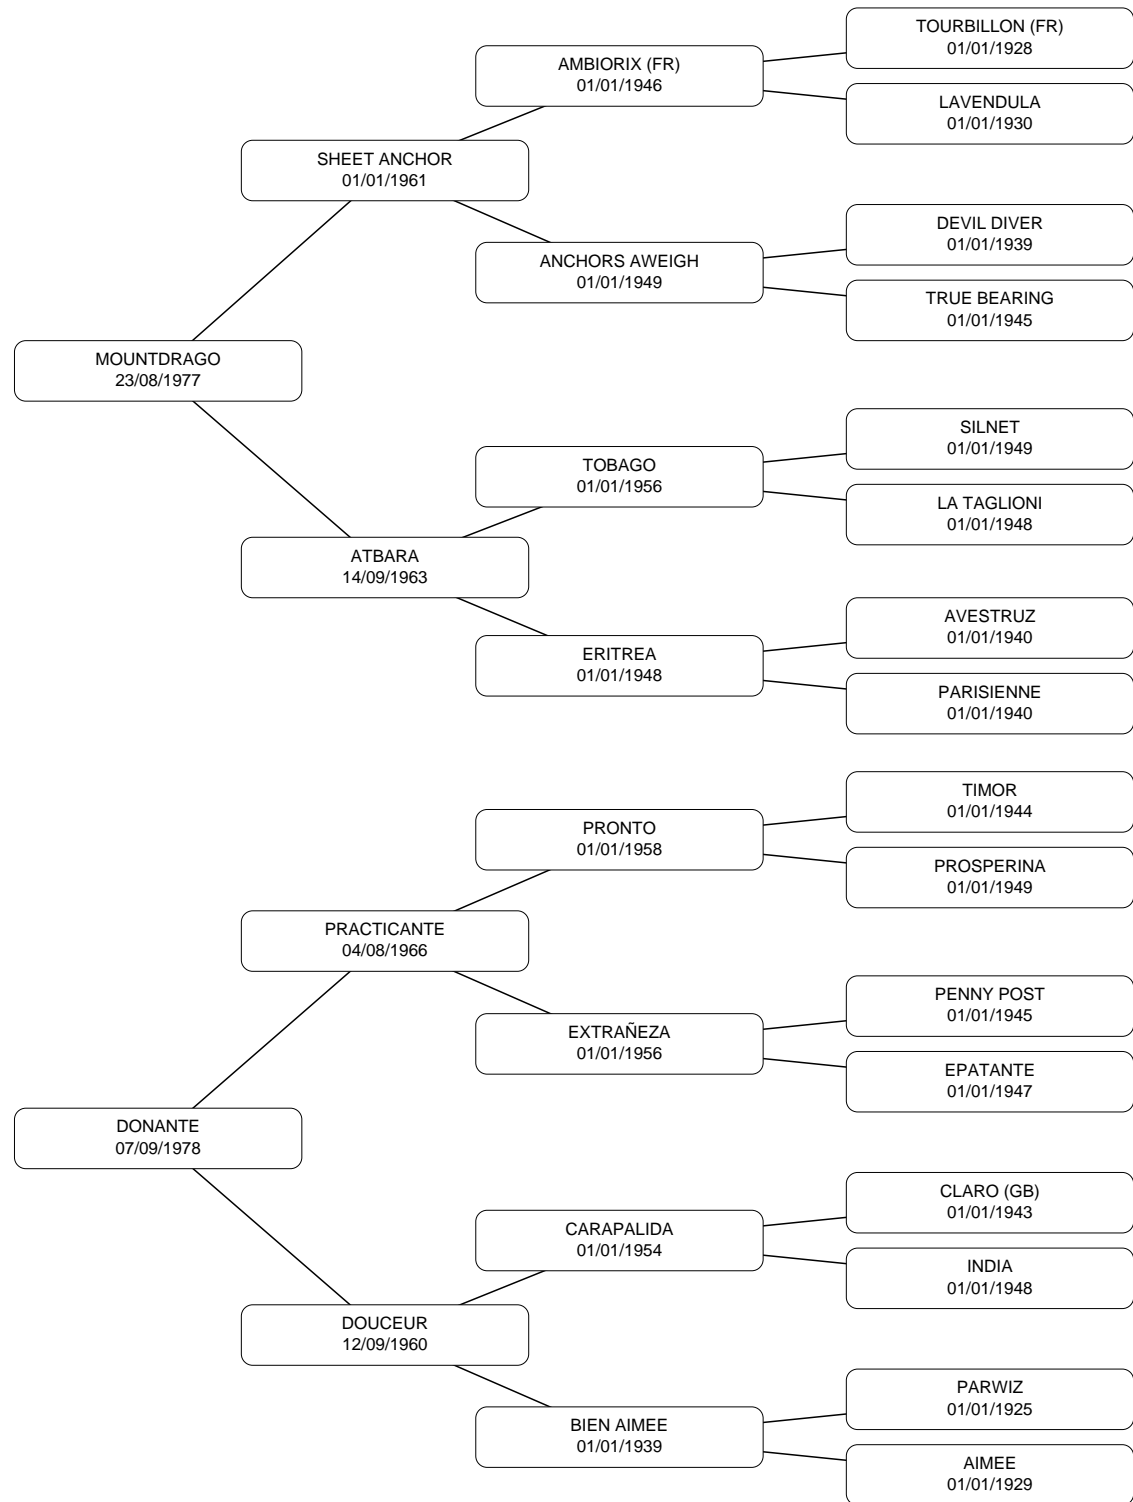 TOURBILLON (FR)
01/01/1928
AMBIORIX (FR)
01/01/1946
LAVENDULA
01/01/1930
SHEET ANCHOR
01/01/1961
DEVIL DIVER
01/01/1939
ANCHORS AWEIGH
01/01/1949
TRUE BEARING
01/01/1945
MOUNTDRAGO
23/08/1977
SILNET
01/01/1949
TOBAGO
01/01/1956
LA TAGLIONI
01/01/1948
ATBARA
14/09/1963
AVESTRUZ
01/01/1940
ERITREA
01/01/1948
PARISIENNE
01/01/1940
TIMOR
01/01/1944
PRONTO
01/01/1958
PROSPERINA
01/01/1949
PRACTICANTE
04/08/1966
PENNY POST
01/01/1945
EXTRAÑEZA
01/01/1956
EPATANTE
01/01/1947
DONANTE
07/09/1978
CLARO (GB)
01/01/1943
CARAPALIDA
01/01/1954
INDIA
01/01/1948
DOUCEUR
12/09/1960
PARWIZ
01/01/1925
BIEN AIMEE
01/01/1939
AIMEE
01/01/1929